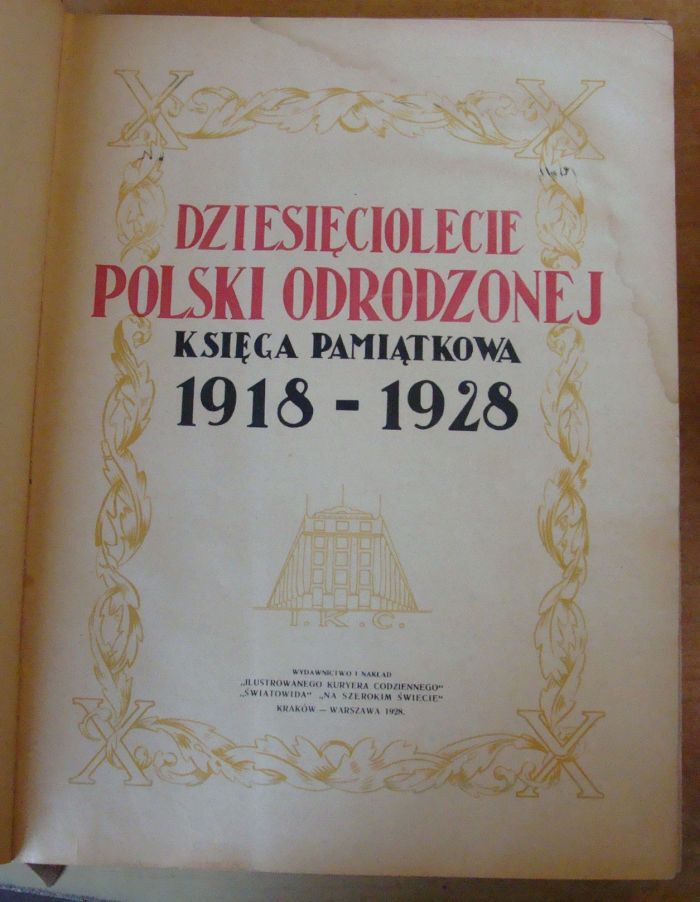 X X
DZIESIĘCIOLECIE
POLSKI ODRODZONEJ
KSIĘGA PAMIĄTKOWA
1918 - 1928
I. K. C.
WYDAWNICTWO I NAKŁAD
„ILUSTROWANEGO KURYERA CODZIENNEGO”
„ŚWIATOWIDA” „NA SZEROKIM ŚWIECIE”
KRAKÓW — WARSZAWA 1928.
X X